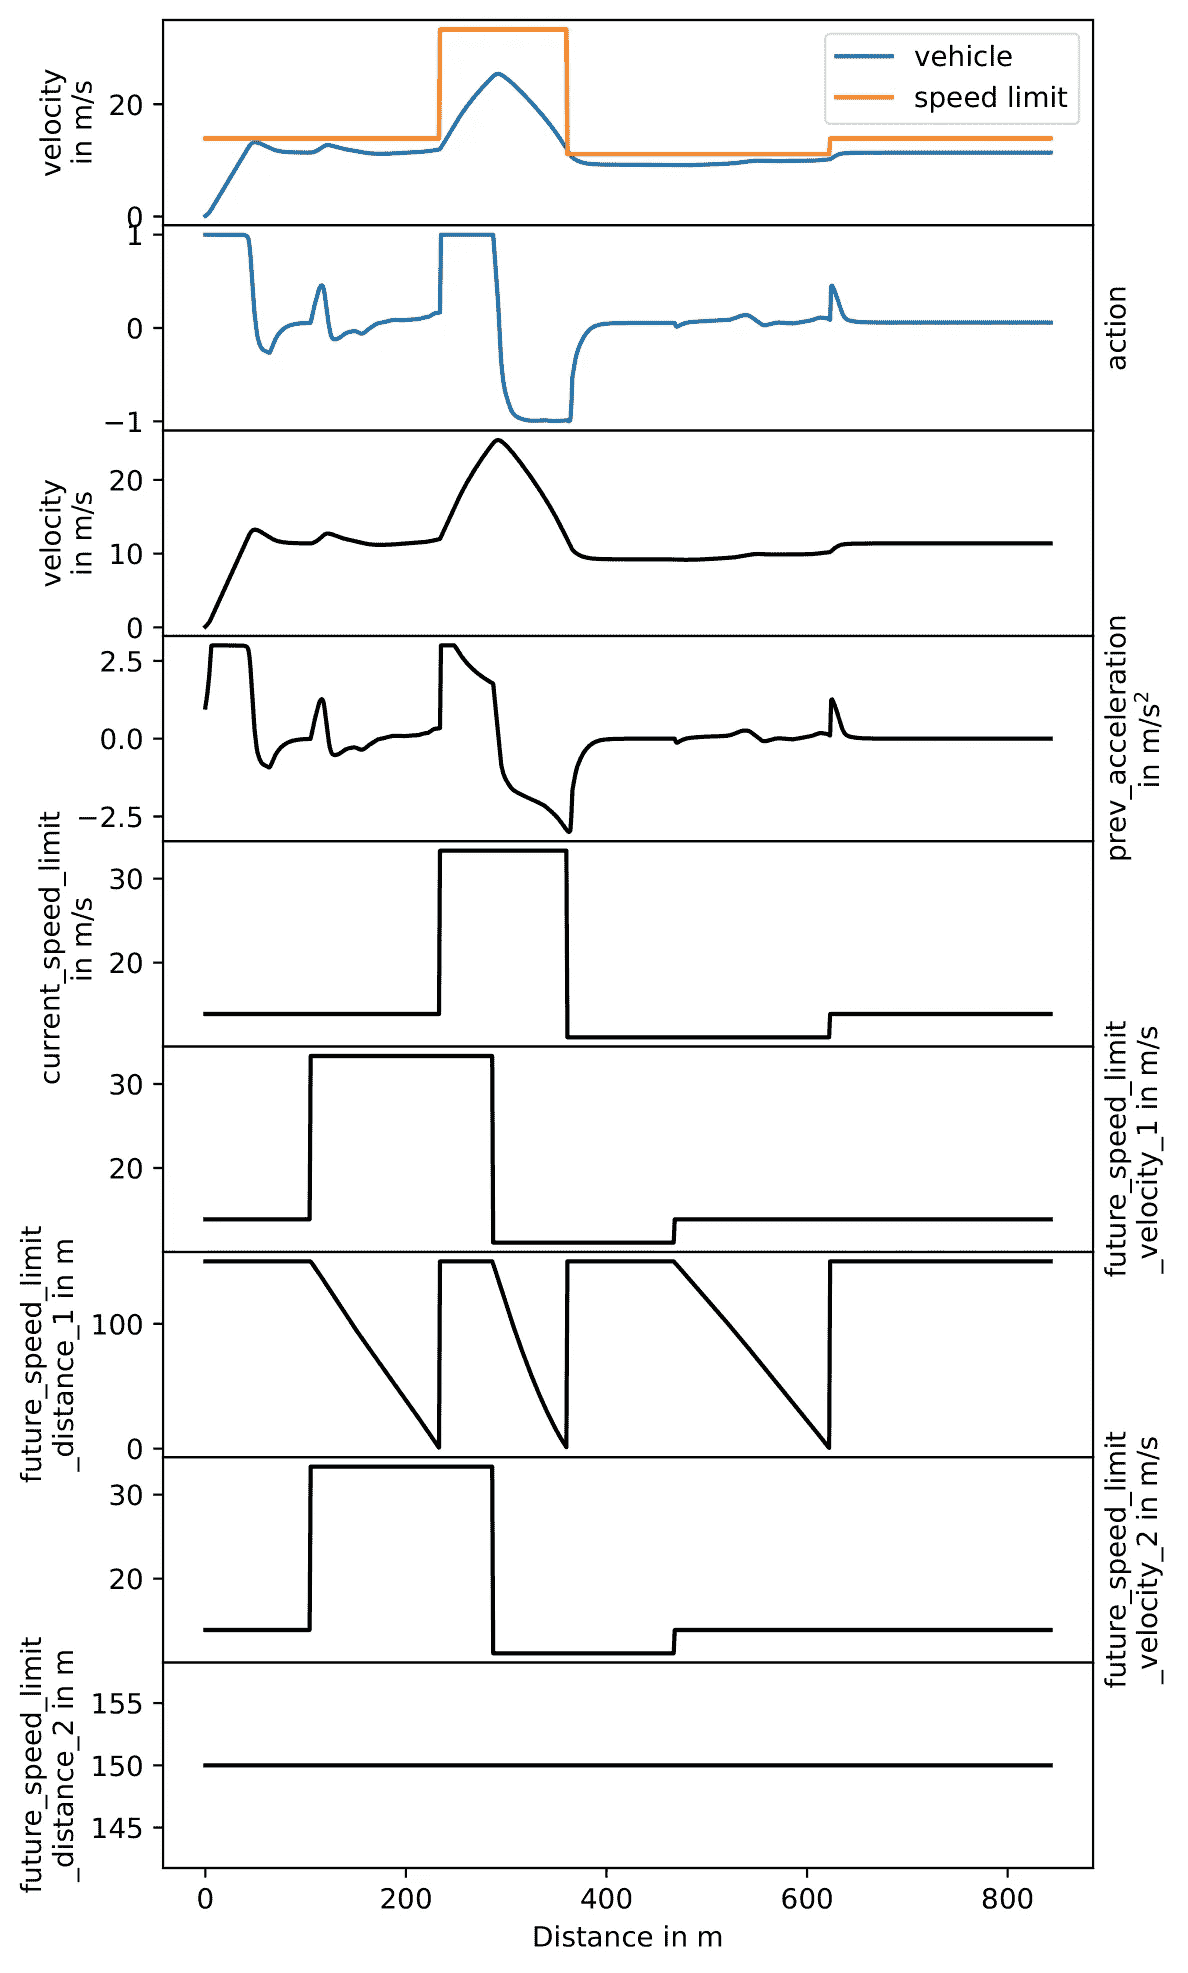 velocity
in m/s
20
0
vehicle
speed limit
1
0
−1
action
velocity
in m/s
20
10
0
2.5
0.0
−2.5
prev_acceleration
in m/s²
current_speed_limit
in m/s
30
20
30
20
future_speed_limit
_velocity_1 in m/s
future_speed_limit
_distance_1 in m
100
0
30
20
future_speed_limit
_velocity_2 in m/s
future_speed_limit
_distance_2 in m
155
150
145
0 200 400 600 800
Distance in m